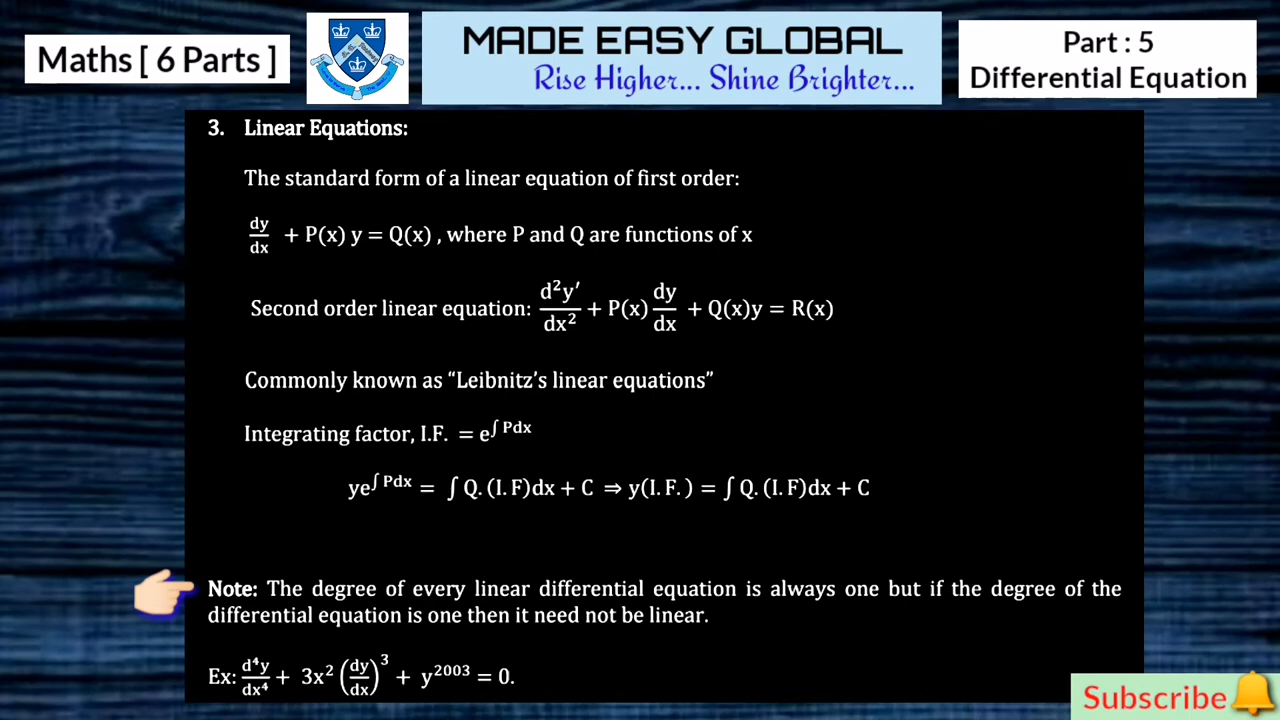 Maths [ 6 Parts ]
MADE EASY GLOBAL
Rise Higher... Shine Brighter...
Part : 5
Differential Equation
3. Linear Equations:
The standard form of a linear equation of first order:
dy/dx + P(x) y = Q(x) , where P and Q are functions of x
Second order linear equation: d²y′/dx² + P(x) dy/dx + Q(x)y = R(x)
Commonly known as “Leibnitz’s linear equations”
Integrating factor, I.F. = e^∫ Pdx
ye^∫ Pdx = ∫ Q. (I. F)dx + C ⇒ y(I. F. ) = ∫ Q. (I. F)dx + C
Note: The degree of every linear differential equation is always one but if the degree of the
differential equation is one then it need not be linear.
Ex: d⁴y/dx⁴ + 3x² (dy/dx)³ + y²⁰⁰³ = 0.
Subscribe